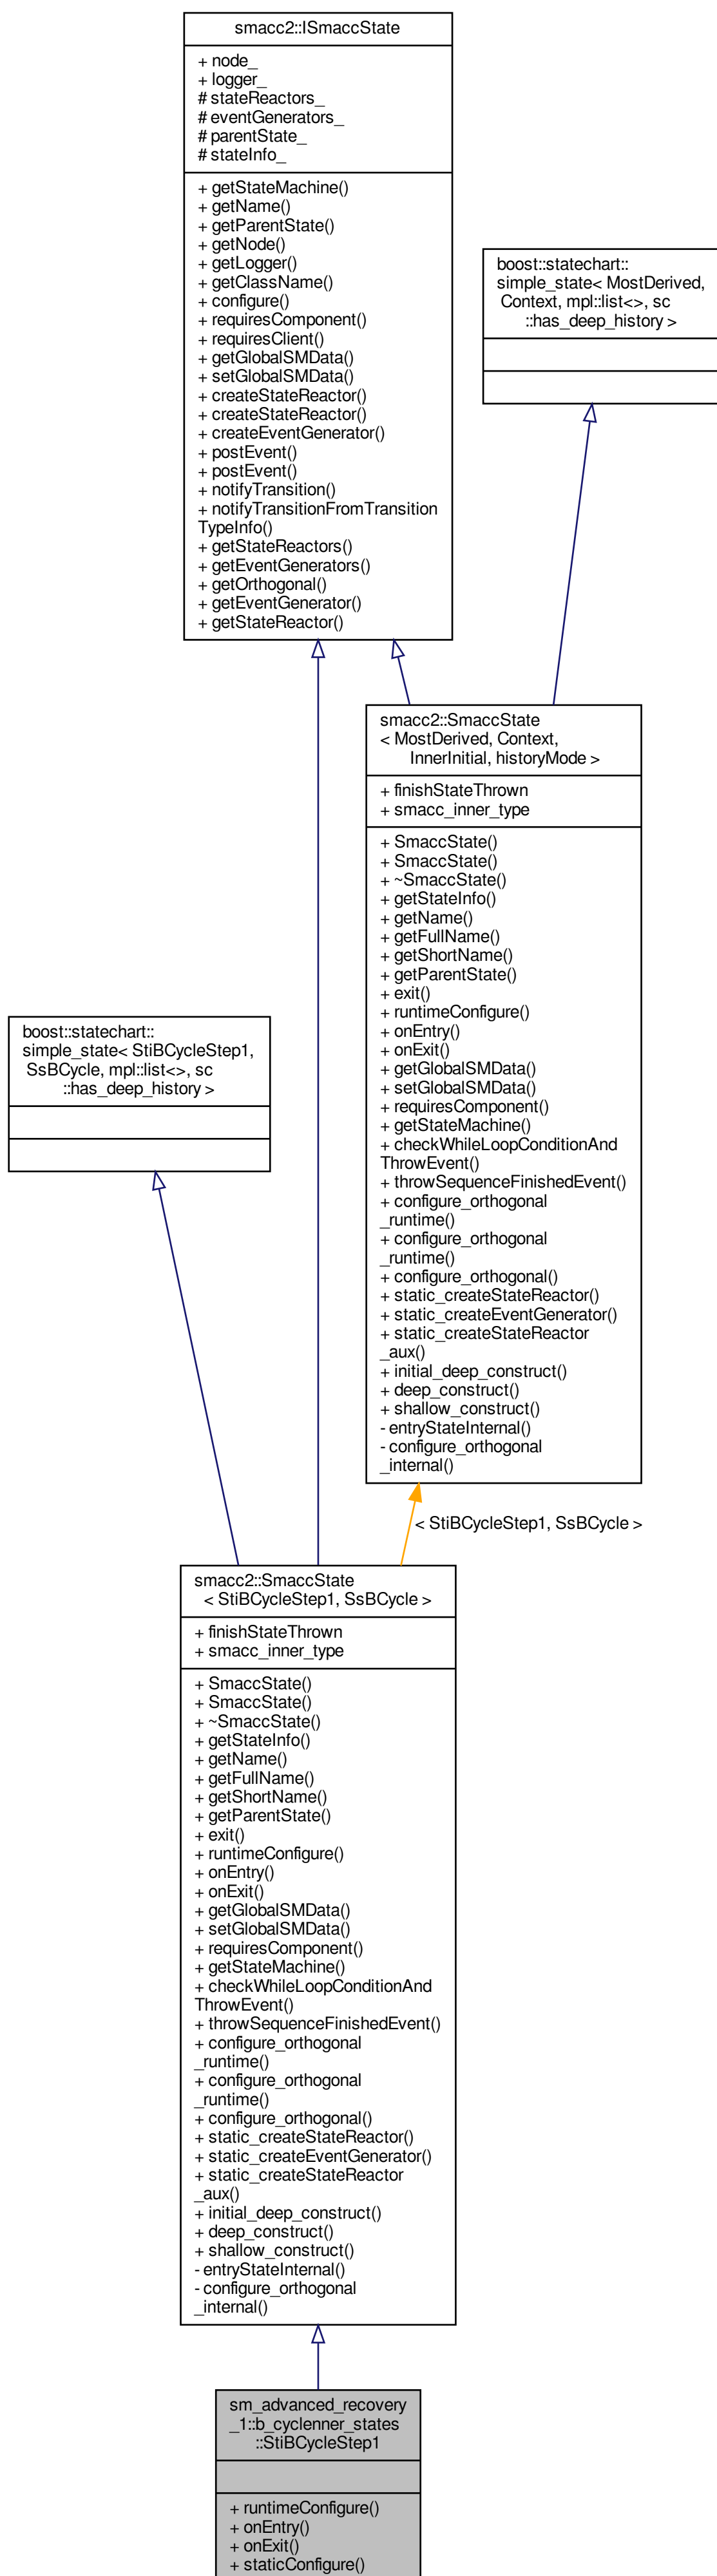 smacc2::ISmaccState
+ node_
+ logger_
# stateReactors_
# eventGenerators_
# parentState_
# stateInfo_
+ getStateMachine()
+ getName()
+ getParentState()
+ getNode()
+ getLogger()
+ getClassName()
+ configure()
+ requiresComponent()
+ requiresClient()
+ getGlobalSMData()
+ setGlobalSMData()
+ createStateReactor()
+ createStateReactor()
+ createEventGenerator()
+ postEvent()
+ postEvent()
+ notifyTransition()
+ notifyTransitionFromTransition
TypeInfo()
+ getStateReactors()
+ getEventGenerators()
+ getOrthogonal()
+ getEventGenerator()
+ getStateReactor()
boost::statechart::
simple_state< MostDerived,
Context, mpl::list<>, sc
::has_deep_history >
smacc2::SmaccState
< MostDerived, Context,
InnerInitial, historyMode >
+ finishStateThrown
+ smacc_inner_type
+ SmaccState()
+ SmaccState()
+ ~SmaccState()
+ getStateInfo()
+ getName()
+ getFullName()
+ getShortName()
+ getParentState()
+ exit()
+ runtimeConfigure()
+ onEntry()
+ onExit()
+ getGlobalSMData()
+ setGlobalSMData()
+ requiresComponent()
+ getStateMachine()
+ checkWhileLoopConditionAnd
ThrowEvent()
+ throwSequenceFinishedEvent()
+ configure_orthogonal
_runtime()
+ configure_orthogonal
_runtime()
+ configure_orthogonal()
+ static_createStateReactor()
+ static_createEventGenerator()
+ static_createStateReactor
_aux()
+ initial_deep_construct()
+ deep_construct()
+ shallow_construct()
- entryStateInternal()
- configure_orthogonal
_internal()
boost::statechart::
simple_state< StiBCycleStep1,
SsBCycle, mpl::list<>, sc
::has_deep_history >
< StiBCycleStep1, SsBCycle >
smacc2::SmaccState
< StiBCycleStep1, SsBCycle >
+ finishStateThrown
+ smacc_inner_type
+ SmaccState()
+ SmaccState()
+ ~SmaccState()
+ getStateInfo()
+ getName()
+ getFullName()
+ getShortName()
+ getParentState()
+ exit()
+ runtimeConfigure()
+ onEntry()
+ onExit()
+ getGlobalSMData()
+ setGlobalSMData()
+ requiresComponent()
+ getStateMachine()
+ checkWhileLoopConditionAnd
ThrowEvent()
+ throwSequenceFinishedEvent()
+ configure_orthogonal
_runtime()
+ configure_orthogonal
_runtime()
+ configure_orthogonal()
+ static_createStateReactor()
+ static_createEventGenerator()
+ static_createStateReactor
_aux()
+ initial_deep_construct()
+ deep_construct()
+ shallow_construct()
- entryStateInternal()
- configure_orthogonal
_internal()
sm_advanced_recovery
_1::b_cyclenner_states
::StiBCycleStep1
+ runtimeConfigure()
+ onEntry()
+ onExit()
+ staticConfigure()